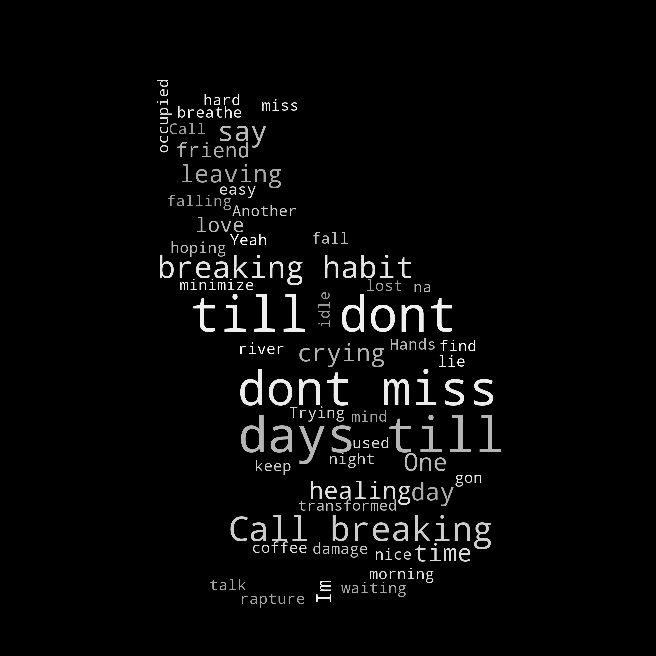 occupied
hard
miss
breathe
Call say
friend
leaving
easy
falling
Another
love
Yeah fall
hoping
breaking habit
minimize lost na
till idle dont
river crying Hands find
lie
dont miss
Trying mind
days used till
keep night One
gon
healing day
transformed
Call breaking
coffee damage nice time
morning
talk Im waiting
rapture